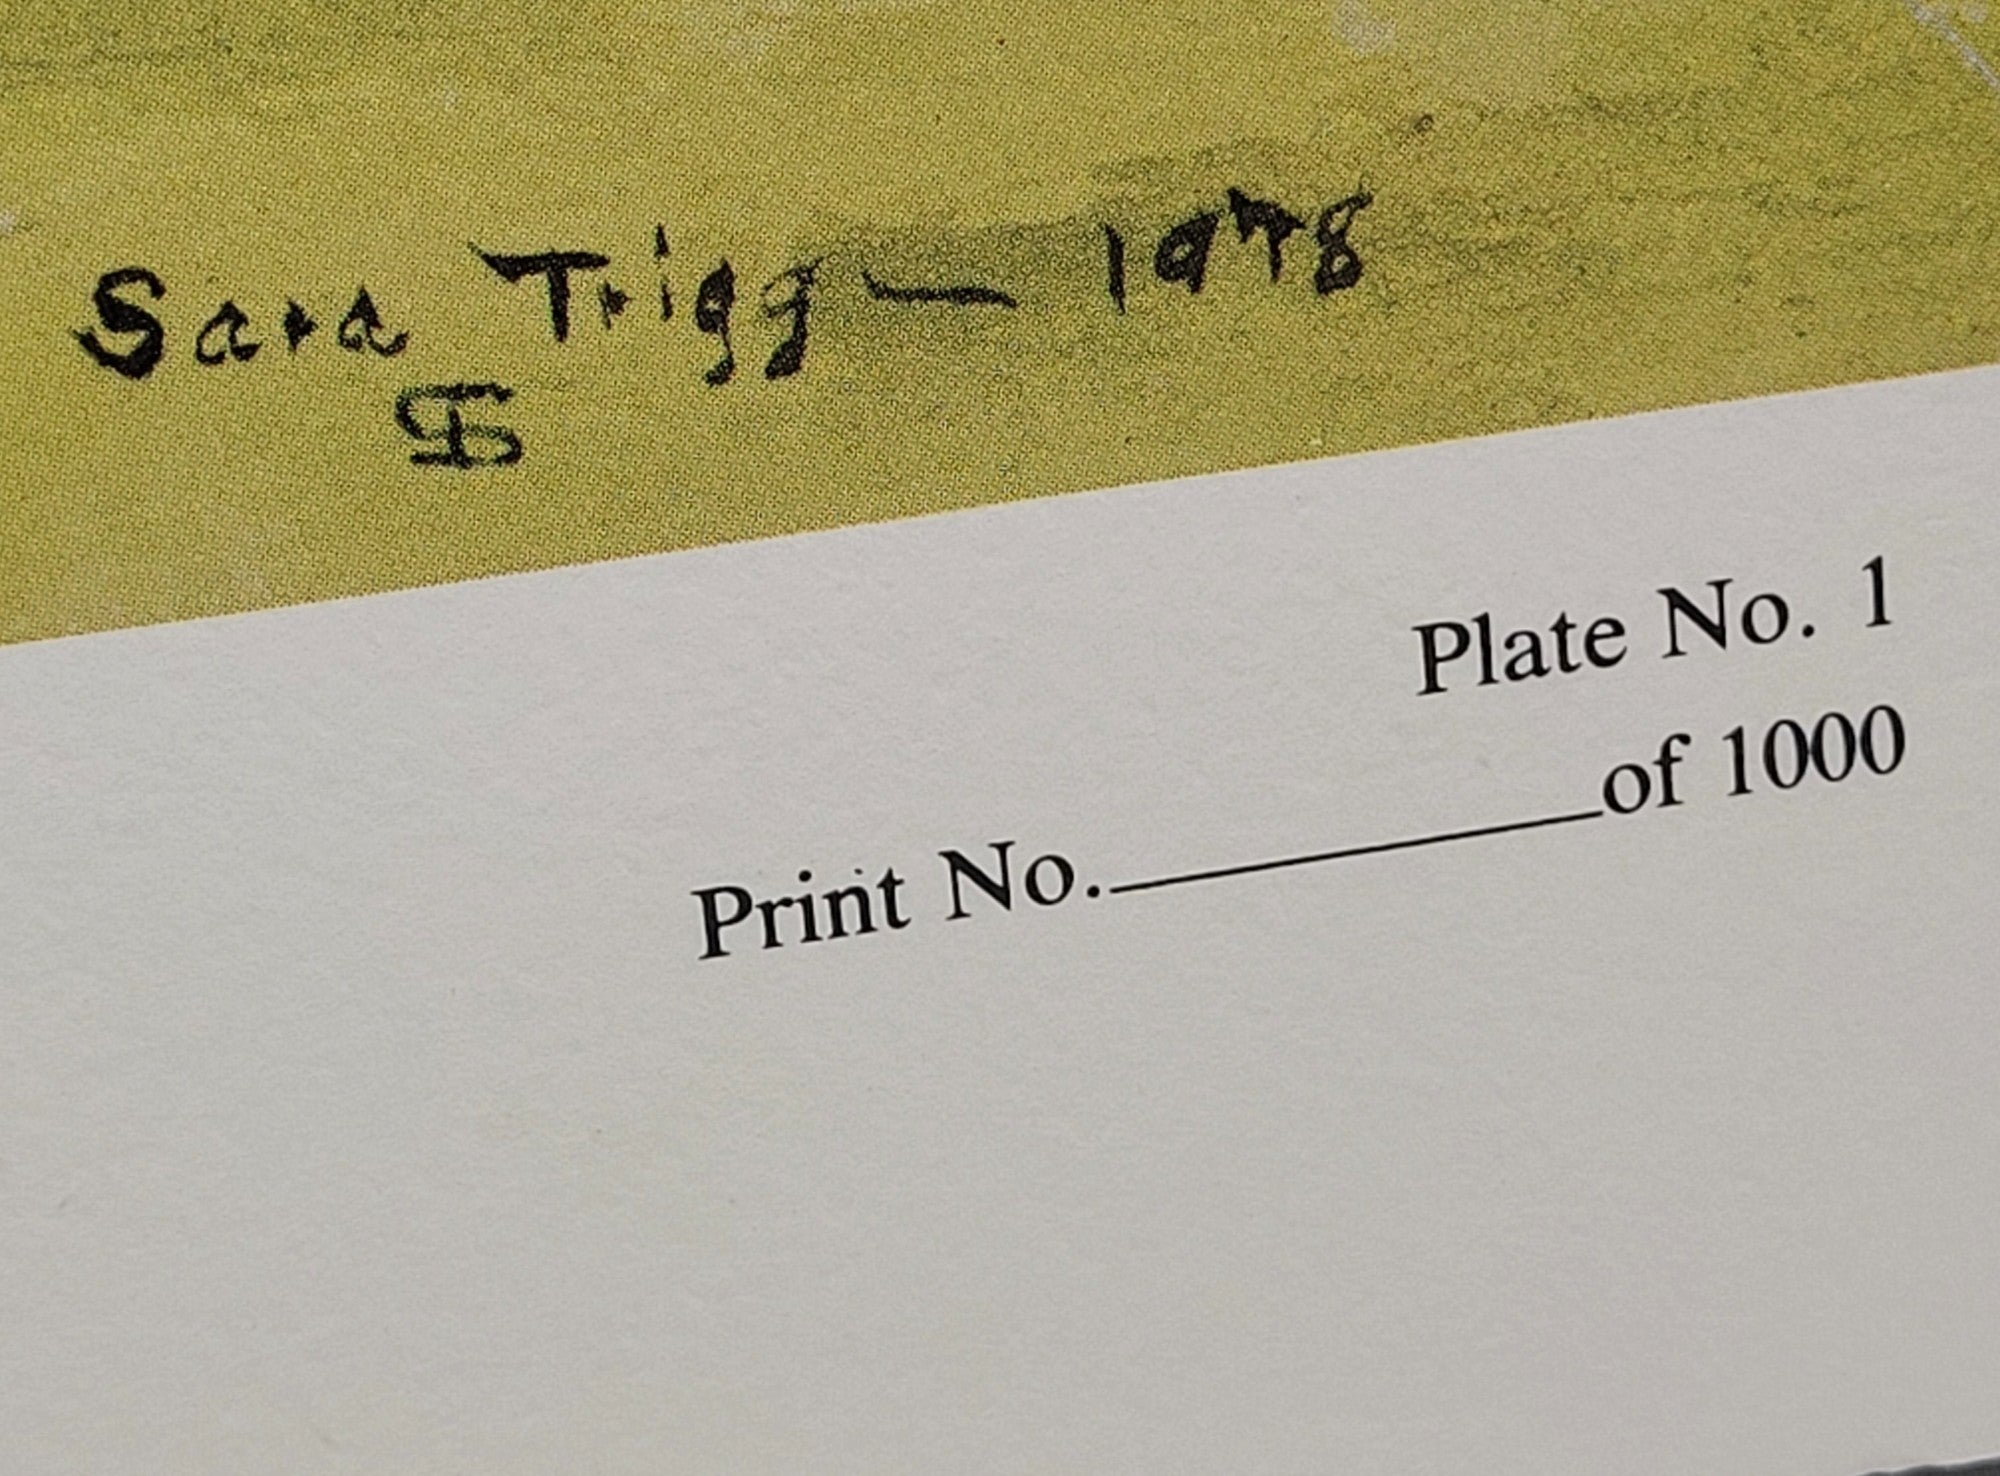 Sara Trigg — 1978
Plate No. 1
Print No. of 1000